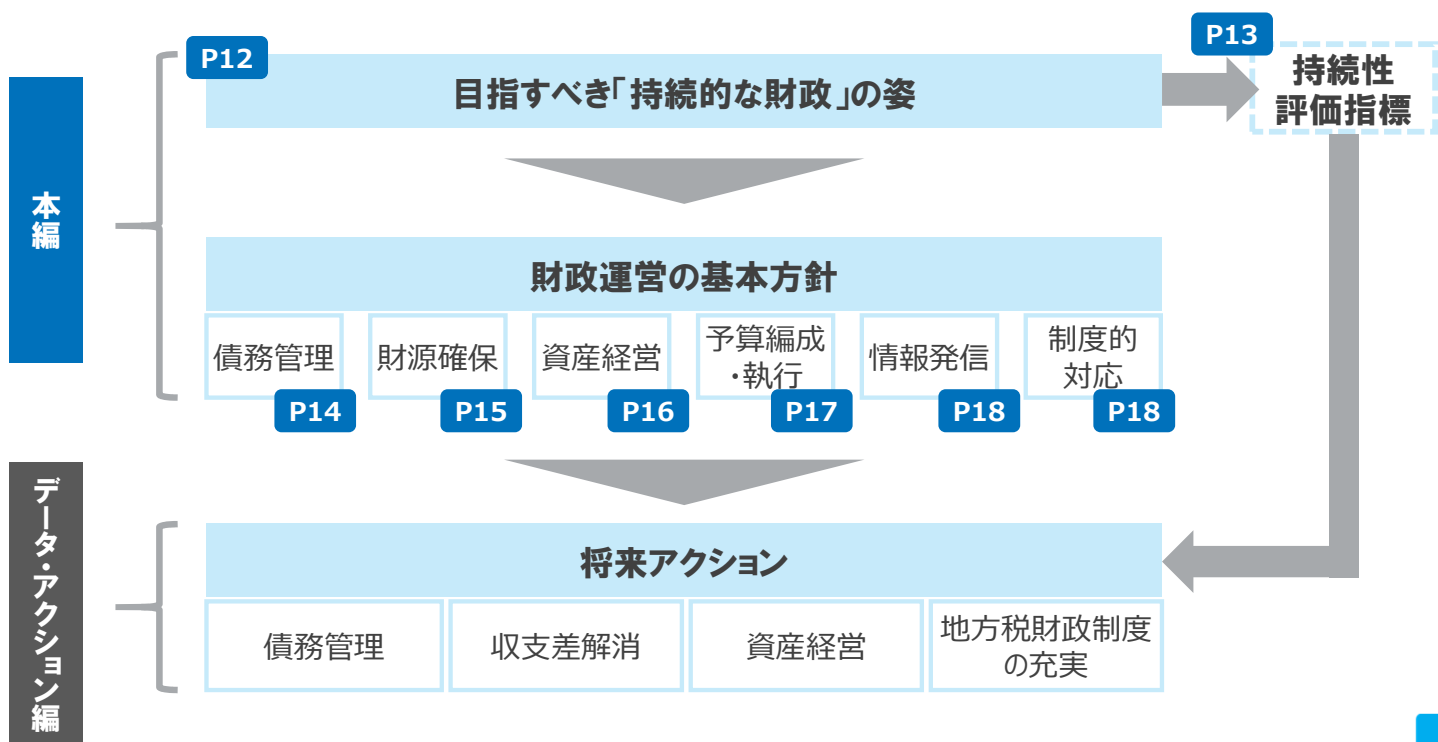 P12
目指すべき「持続的な財政」の姿
P13
持続性
評価指標
本編
財政運営の基本方針
債務管理
P14
財源確保
P15
資産経営
P16
予算編成
・執行
P17
情報発信
P18
制度的
対応
P18
データ・アクション編
将来アクション
債務管理
収支差解消
資産経営
地方税財政制度
の充実